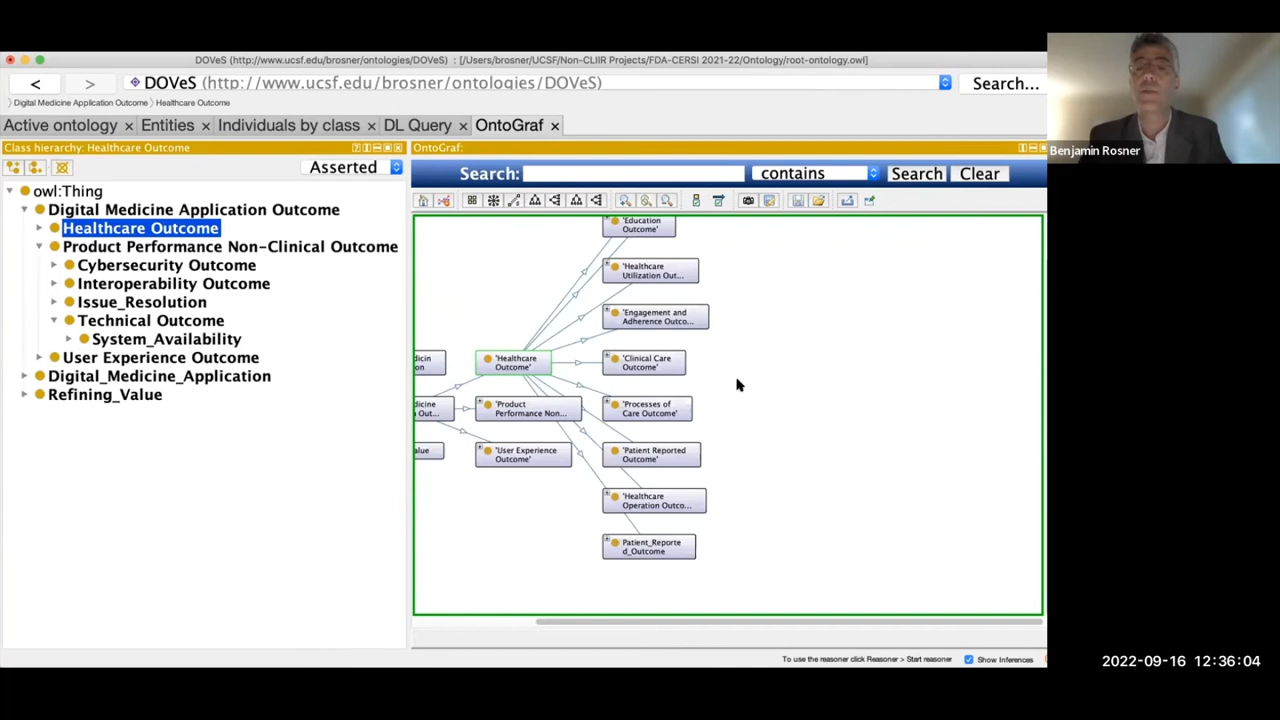 DOVeS (http://www.ucsf.edu/brosner/ontologies/DOVeS) : [/Users/brosner/UCSF/Non-CLIIR Projects/FDA-CERSI 2021-22/Ontology/root-ontology.owl]
< > DOVeS (http://www.ucsf.edu/brosner/ontologies/DOVeS) Search...
Digital Medicine Application Outcome Healthcare Outcome
Active ontology × Entities × Individuals by class × DL Query × OntoGraf ×
Class hierarchy: Healthcare Outcome
Asserted
owl:Thing
Digital Medicine Application Outcome
Healthcare Outcome
Product Performance Non-Clinical Outcome
Cybersecurity Outcome
Interoperability Outcome
Issue_Resolution
Technical Outcome
System_Availability
User Experience Outcome
Digital_Medicine_Application
Refining_Value
OntoGraf:
Search: contains Search Clear
'Education
Outcome'
'Healthcare
Utilization Out...
'Engagement and
Adherence Outco...
dicin
on
'Healthcare
Outcome'
'Clinical Care
Outcome'
dicine
Out...
'Product
Performance Non...
'Processes of
Care Outcome'
alue
'User Experience
Outcome'
'Patient Reported
Outcome'
'Healthcare
Operation Outco...
Patient_Reporte
d_Outcome
To use the reasoner click Reasoner > Start reasoner Show Inferences
Benjamin Rosner
2022-09-16 12:36:04